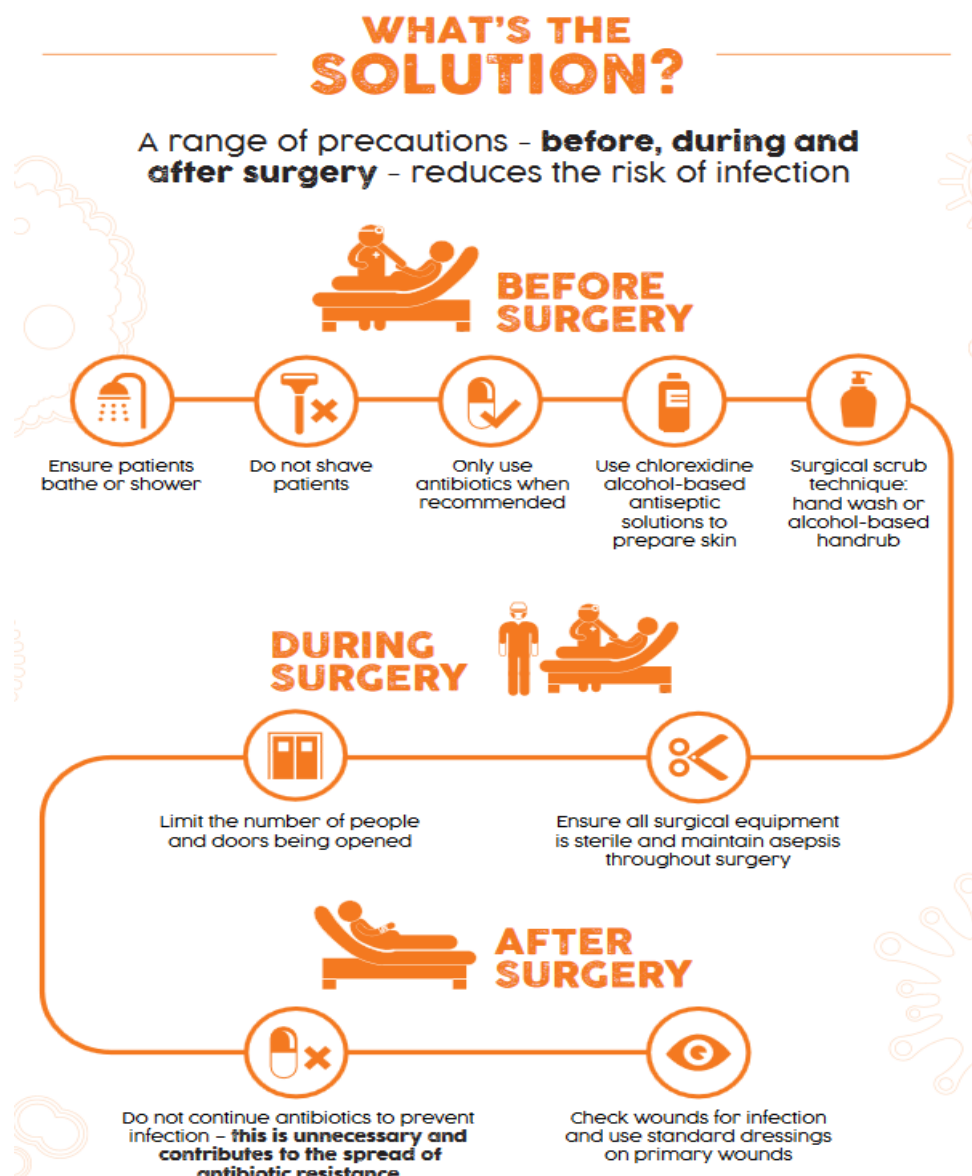 WHAT'S THE
SOLUTION?
A range of precautions - before, during and
after surgery - reduces the risk of infection
BEFORE
SURGERY
Ensure patients
bathe or shower
Do not shave
patients
Only use
antibiotics when
recommended
Use chlorexidine
alcohol-based
antiseptic
solutions to
prepare skin
Surgical scrub
technique:
hand wash or
alcohol-based
handrub
DURING
SURGERY
Limit the number of people
and doors being opened
Ensure all surgical equipment
is sterile and maintain asepsis
throughout surgery
AFTER
SURGERY
Do not continue antibiotics to prevent
infection – this is unnecessary and
contributes to the spread of
antibiotic resistance
Check wounds for infection
and use standard dressings
on primary wounds